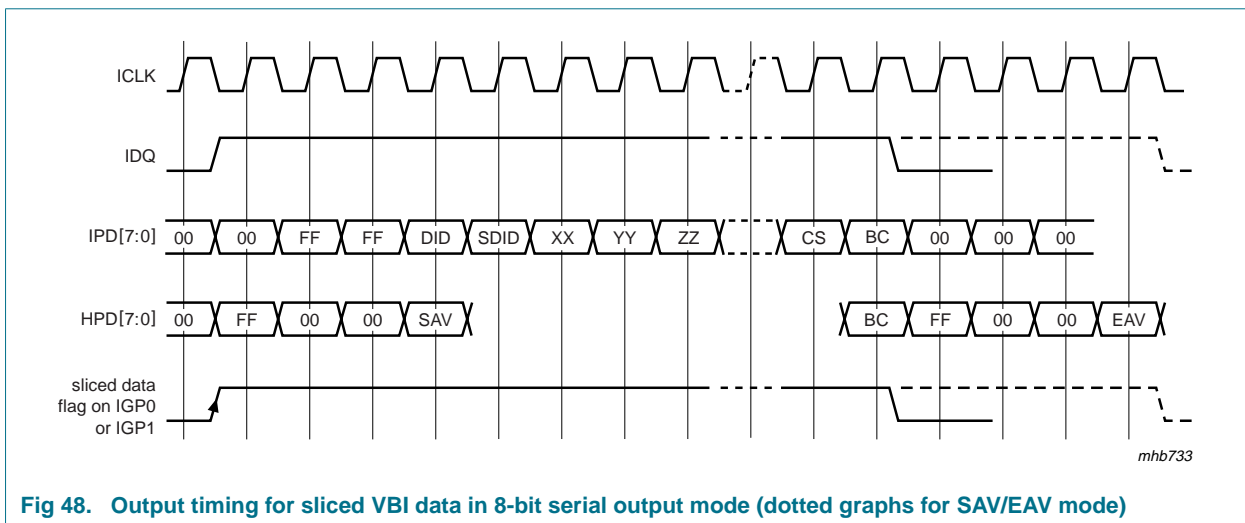 ICLK
IDQ
IPD[7:0] 00 00 FF FF DID SDID XX YY ZZ CS BC 00 00 00
HPD[7:0] 00 FF 00 00 SAV BC FF 00 00 EAV
sliced data
flag on IGP0
or IGP1
mhb733
Fig 48. Output timing for sliced VBI data in 8-bit serial output mode (dotted graphs for SAV/EAV mode)